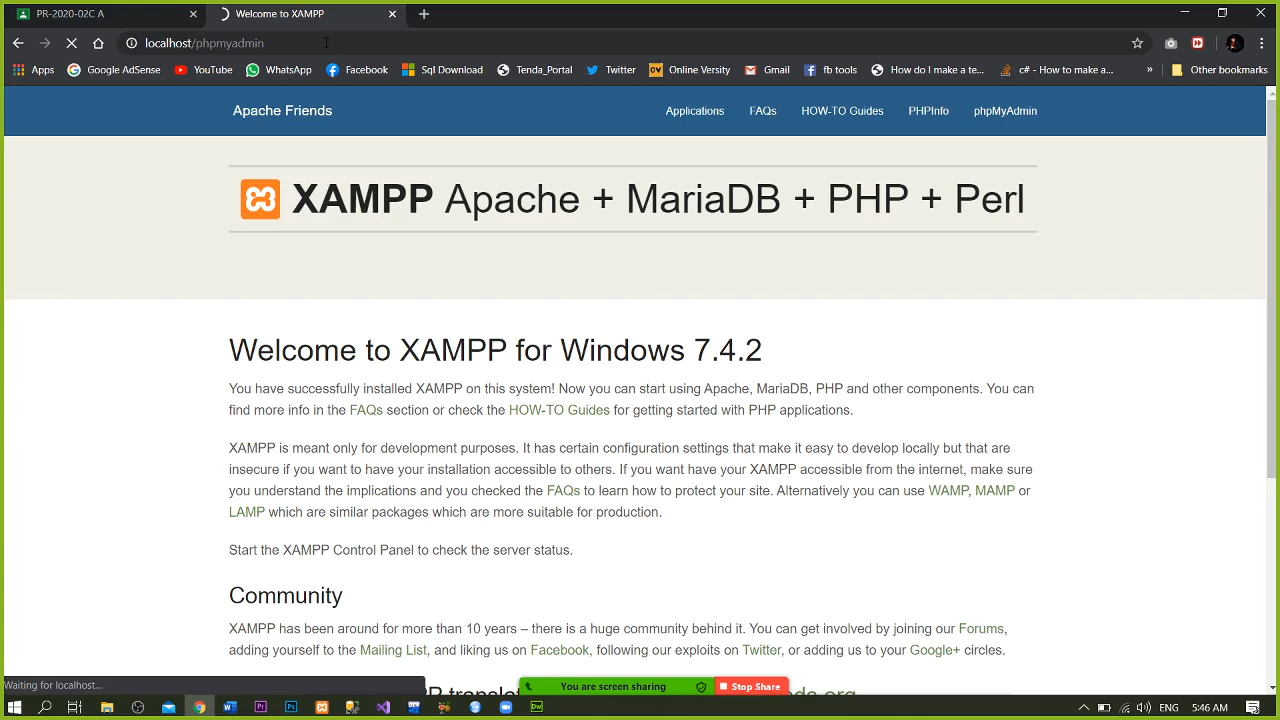 PR-2020-02C A
Welcome to XAMPP
localhost/phpmyadmin
Apps
Google AdSense
YouTube
WhatsApp
Facebook
Sql Download
Tenda_Portal
Twitter
Online Versity
Gmail
fb tools
How do I make a te...
c# - How to make a...
»
Other bookmarks
Apache Friends
Applications
FAQs
HOW-TO Guides
PHPInfo
phpMyAdmin
XAMPP Apache + MariaDB + PHP + Perl
Welcome to XAMPP for Windows 7.4.2
You have successfully installed XAMPP on this system! Now you can start using Apache, MariaDB, PHP and other components. You can
find more info in the FAQs section or check the HOW-TO Guides for getting started with PHP applications.
XAMPP is meant only for development purposes. It has certain configuration settings that make it easy to develop locally but that are
insecure if you want to have your installation accessible to others. If you want have your XAMPP accessible from the internet, make sure
you understand the implications and you checked the FAQs to learn how to protect your site. Alternatively you can use WAMP, MAMP or
LAMP which are similar packages which are more suitable for production.
Start the XAMPP Control Panel to check the server status.
Community
XAMPP has been around for more than 10 years – there is a huge community behind it. You can get involved by joining our Forums,
adding yourself to the Mailing List, and liking us on Facebook, following our exploits on Twitter, or adding us to your Google+ circles.
Waiting for localhost...
You are screen sharing
Stop Share
ENG
5:46 AM